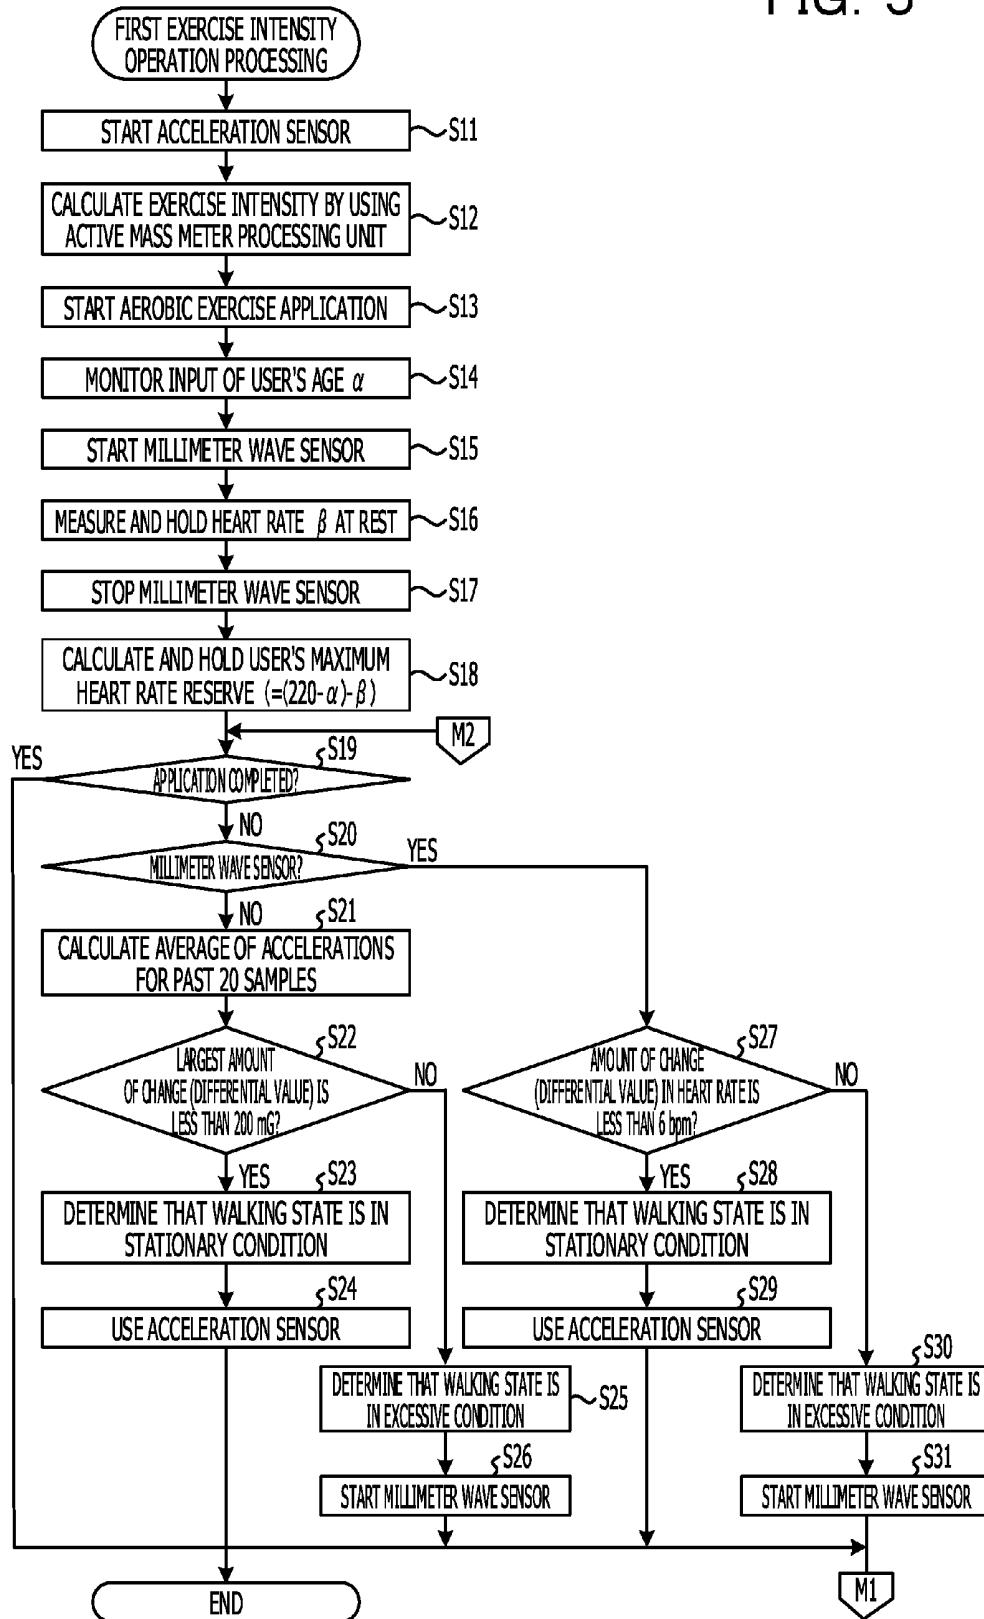 FIG. 5
FIRST EXERCISE INTENSITY
OPERATION PROCESSING
START ACCELERATION SENSOR
S11
CALCULATE EXERCISE INTENSITY BY USING
ACTIVE MASS METER PROCESSING UNIT
S12
START AEROBIC EXERCISE APPLICATION
S13
MONITOR INPUT OF USER'S AGE α
S14
START MILLIMETER WAVE SENSOR
S15
MEASURE AND HOLD HEART RATE β AT REST
S16
STOP MILLIMETER WAVE SENSOR
S17
CALCULATE AND HOLD USER'S MAXIMUM
HEART RATE RESERVE (=(220-α)-β)
S18
M2
YES
S19
APPLICATION COMPLETED?
NO
S20
MILLIMETER WAVE SENSOR?
YES
NO
S21
CALCULATE AVERAGE OF ACCELERATIONS
FOR PAST 20 SAMPLES
S22
LARGEST AMOUNT
OF CHANGE (DIFFERENTIAL VALUE) IS
LESS THAN 200 mG?
NO
S27
AMOUNT OF CHANGE
(DIFFERENTIAL VALUE) IN HEART RATE IS
LESS THAN 6 bpm?
NO
YES
S23
DETERMINE THAT WALKING STATE IS IN
STATIONARY CONDITION
YES
S28
DETERMINE THAT WALKING STATE IS IN
STATIONARY CONDITION
S24
USE ACCELERATION SENSOR
S29
USE ACCELERATION SENSOR
DETERMINE THAT WALKING STATE IS
IN EXCESSIVE CONDITION
S25
S30
DETERMINE THAT WALKING STATE IS
IN EXCESSIVE CONDITION
S26
START MILLIMETER WAVE SENSOR
S31
START MILLIMETER WAVE SENSOR
END
M1